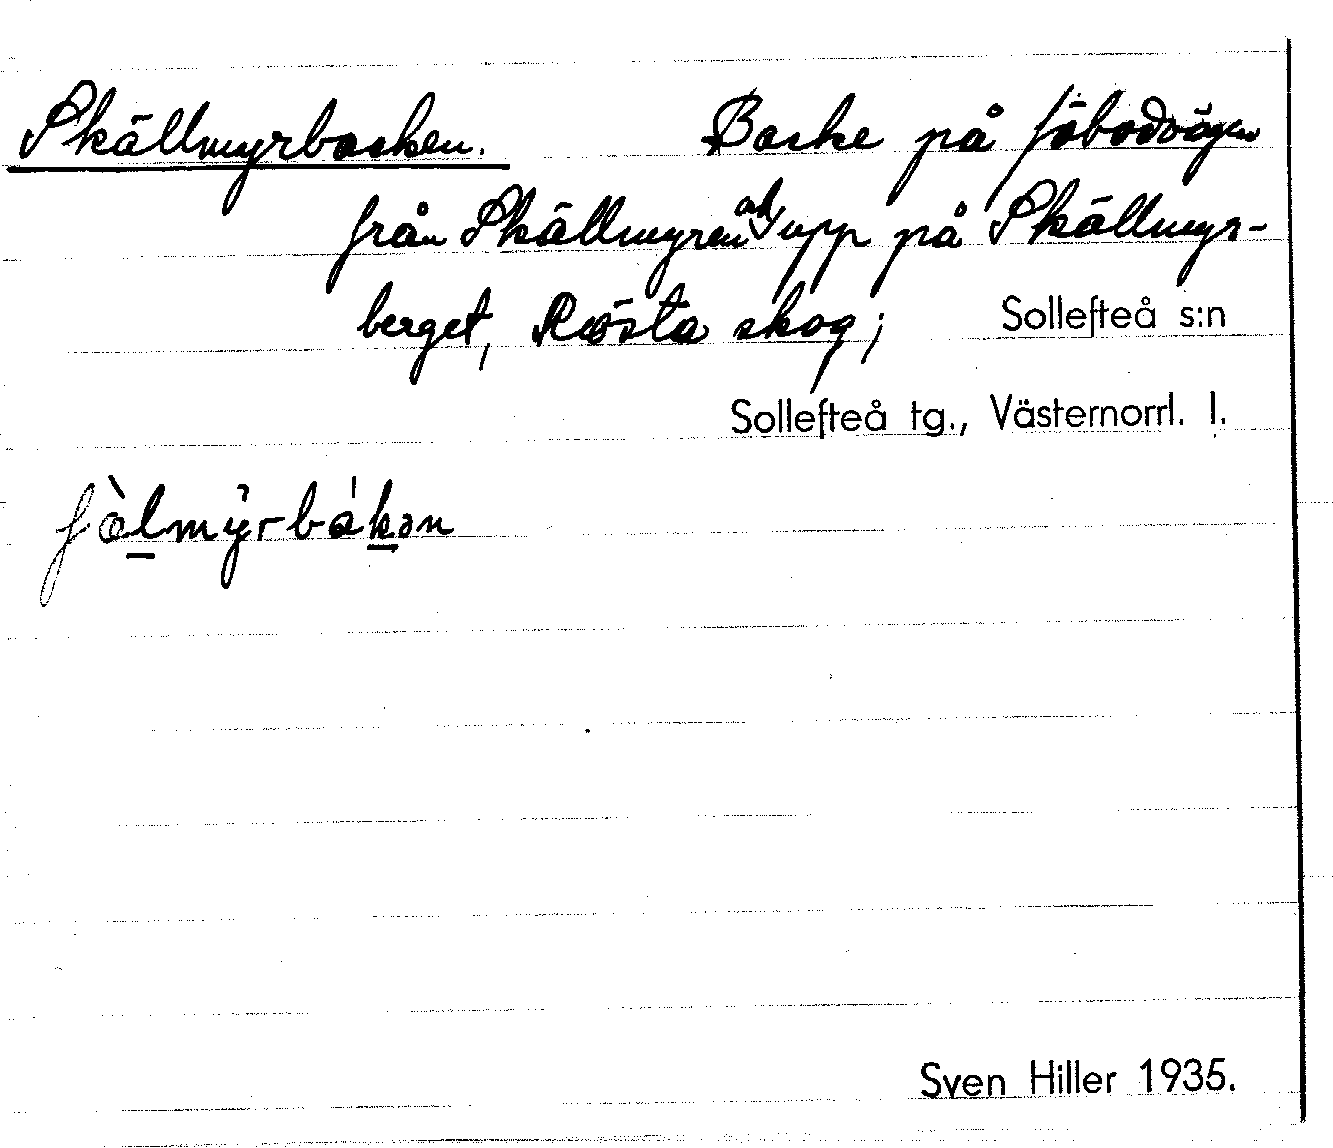 Skällmyrbacken. Backe på fäbodvägen
från Skällmyren och upp på Skällmyr-
berget, Rösta skog; Sollefteå s:n
Sollefteå tg., Västernorrl. l.
Sven Hiller 1935.